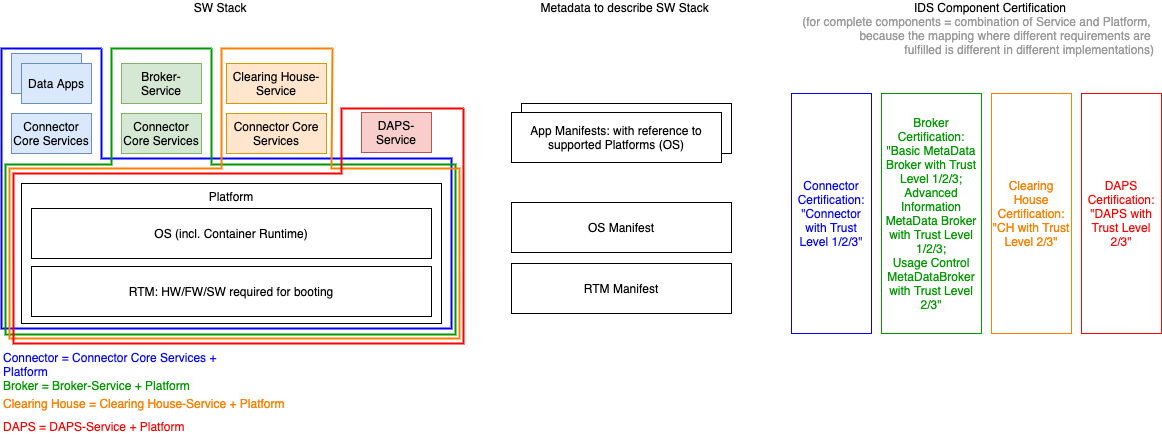 SW Stack
Metadata to describe SW Stack
IDS Component Certification
(for complete components = combination of Service and Platform,
because the mapping where different requirements are
fulfilled is different in different implementations)
Data Apps
Connector
Core Services
Broker-
Service
Connector
Core Services
Clearing House-
Service
Connector Core
Services
DAPS-
Service
Platform
OS (incl. Container Runtime)
RTM: HW/FW/SW required for booting
Connector = Connector Core Services +
Platform
Broker = Broker-Service + Platform
Clearing House = Clearing House-Service + Platform
DAPS = DAPS-Service + Platform
App Manifests: with reference to
supported Platforms (OS)
OS Manifest
RTM Manifest
Connector
Certification:
"Connector
with Trust
Level 1/2/3"
Broker
Certification:
"Basic MetaData
Broker with Trust
Level 1/2/3;
Advanced
Information
MetaData Broker
with Trust Level
1/2/3;
Usage Control
MetaDataBroker
with Trust Level
2/3"
Clearing
House
Certification:
"CH with Trust
Level 2/3"
DAPS
Certification:
"DAPS with
Trust Level
2/3"